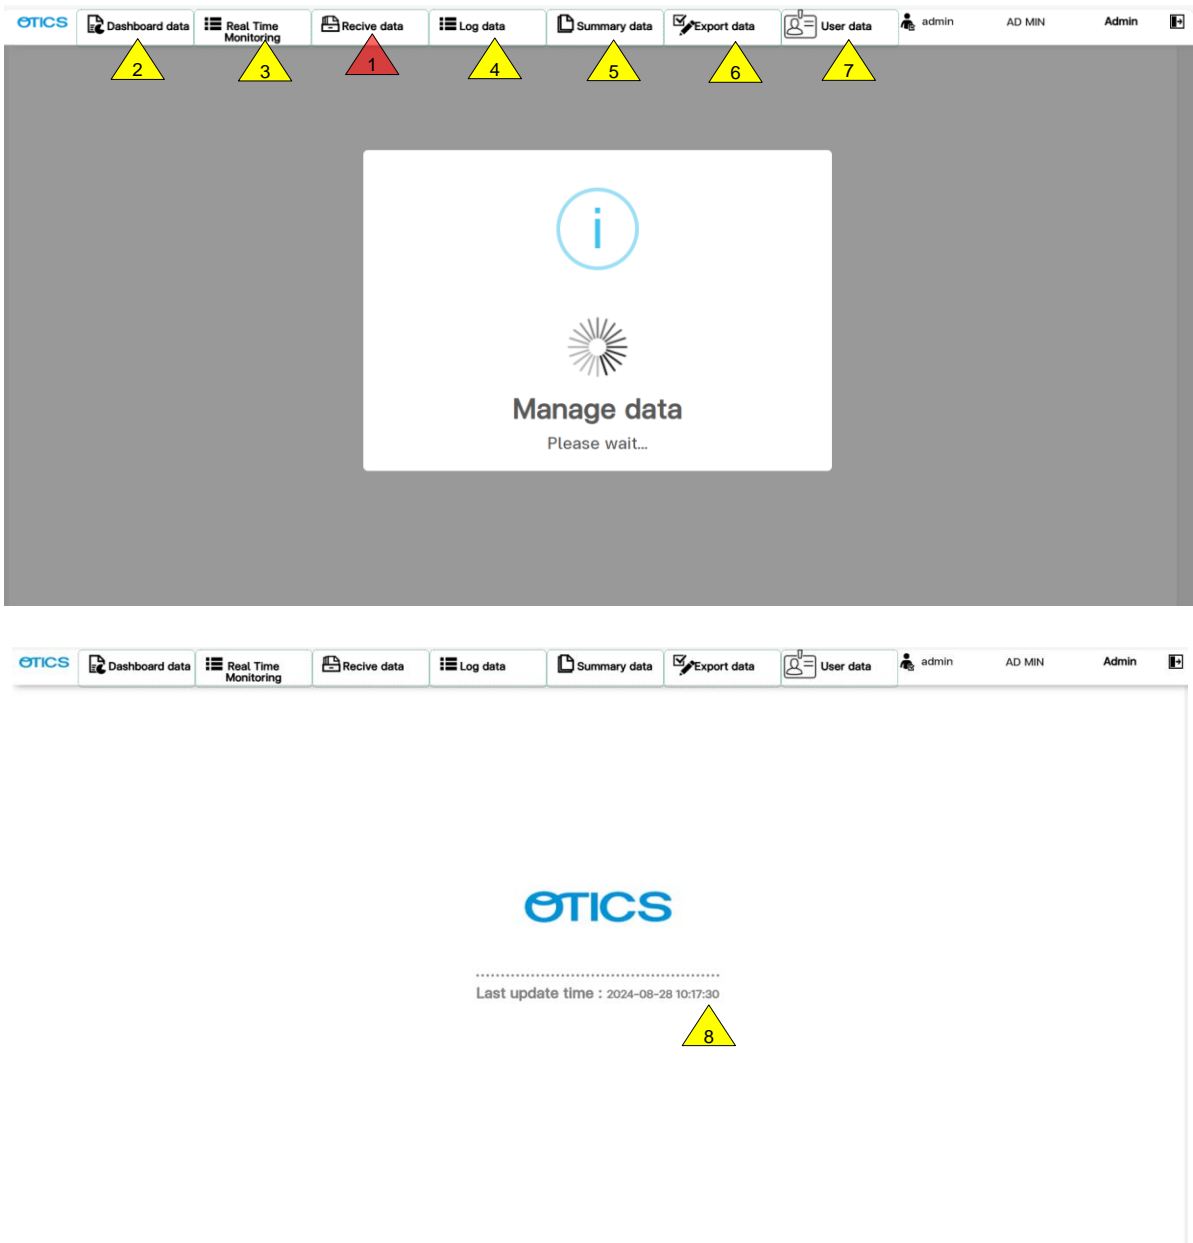 OTICS Dashboard data Real Time Monitoring Recive data Log data Summary data Export data User data admin AD MIN Admin
2 3 1 4 5 6 7
i
Manage data
Please wait...
OTICS Dashboard data Real Time Monitoring Recive data Log data Summary data Export data User data admin AD MIN Admin
OTICS
Last update time : 2024-08-28 10:17:30
8